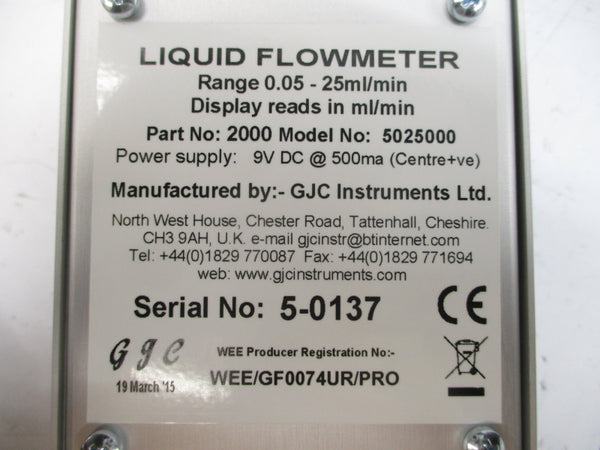 LIQUID FLOWMETER
Range 0.05 - 25ml/min
Display reads in ml/min
Part No: 2000 Model No: 5025000
Power supply: 9V DC @ 500ma (Centre+ve)
Manufactured by:- GJC Instruments Ltd.
North West House, Chester Road, Tattenhall, Cheshire.
CH3 9AH, U.K. e-mail gjcinstr@btinternet.com
Tel: +44(0)1829 770087 Fax: +44(0)1829 771694
web: www.gjcinstruments.com
Serial No: 5-0137
CE
GJC
19 March '15
WEE Producer Registration No:-
WEE/GF0074UR/PRO